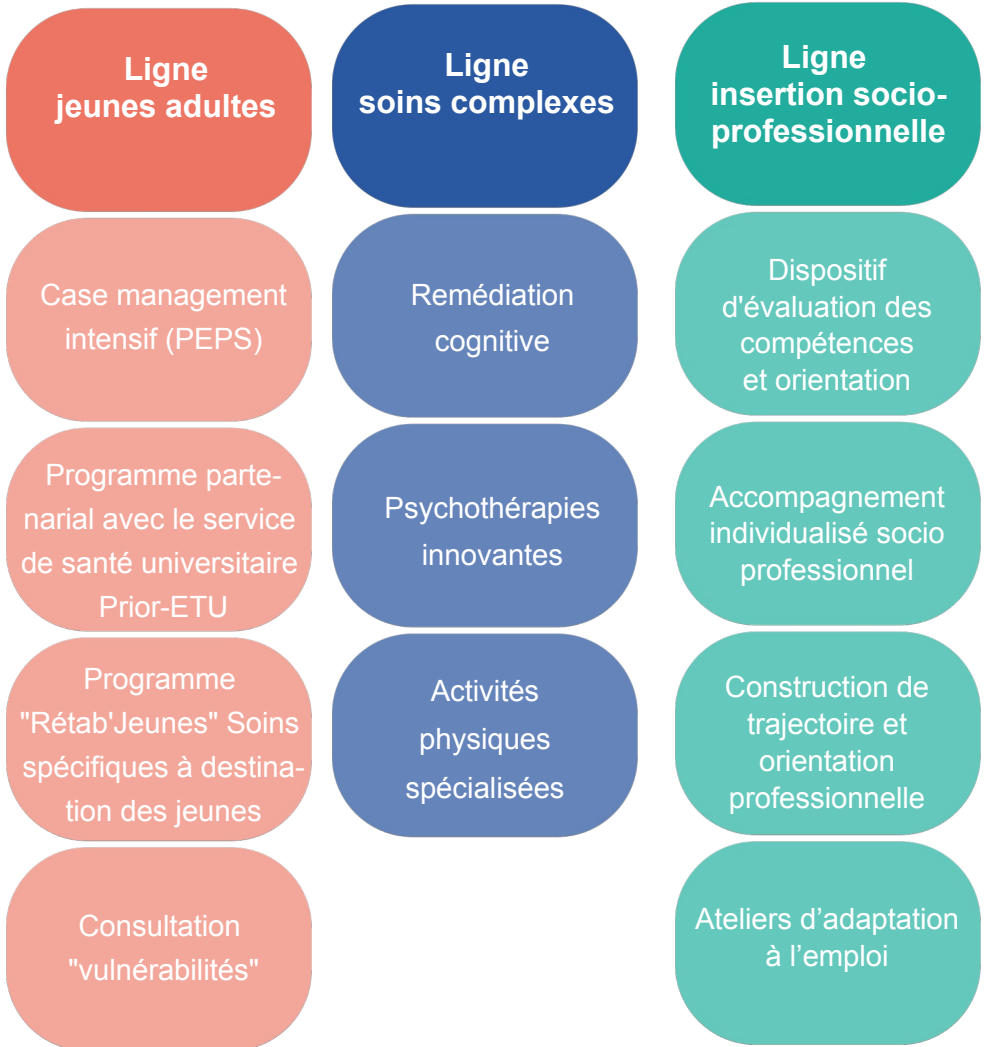 Ligne
jeunes adultes
Case management
intensif (PEPS)
Programme parte-
narial avec le service
de santé universitaire
Prior-ETU
Programme
"Rétab'Jeunes" Soins
spécifiques à destina-
tion des jeunes
Consultation
"vulnérabilités"
Ligne
soins complexes
Remédiation
cognitive
Psychothérapies
innovantes
Activités
physiques
spécialisées
Ligne
insertion socio-
professionnelle
Dispositif
d'évaluation des
compétences
et orientation
Accompagnement
individualisé socio
professionnel
Construction de
trajectoire et
orientation
professionnelle
Ateliers d’adaptation
à l’emploi